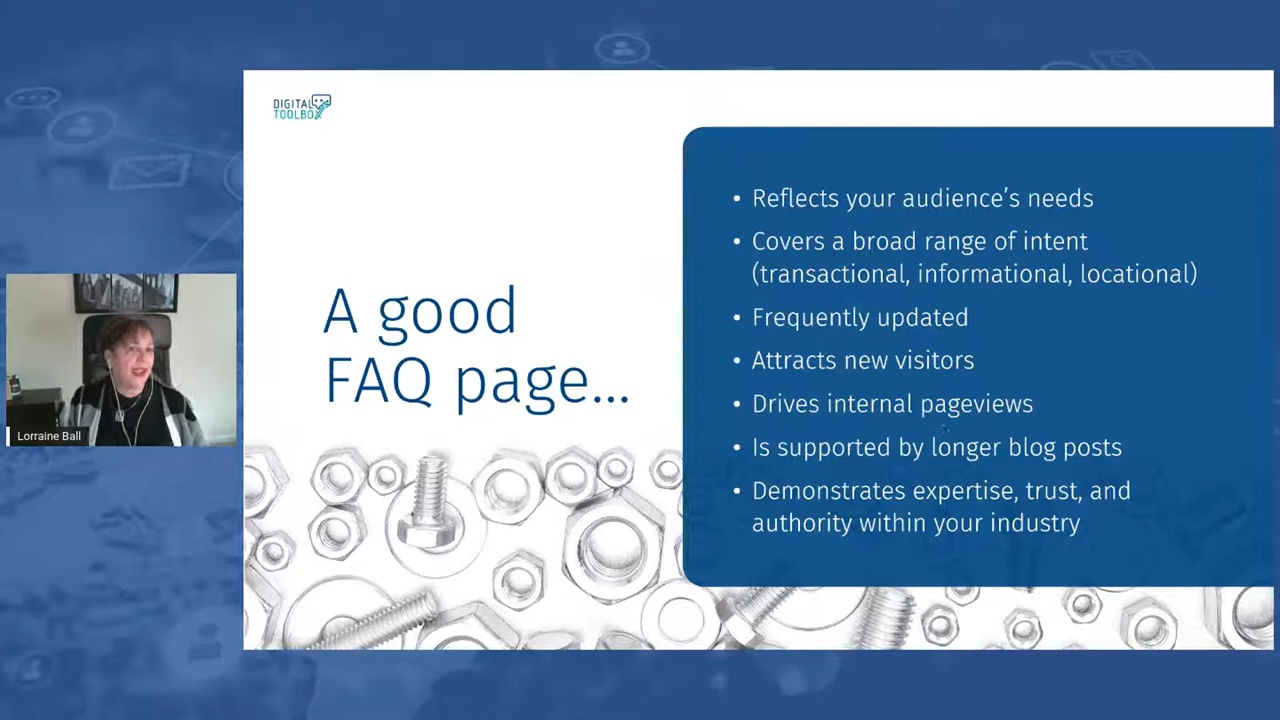 DIGITAL
TOOLBOX
A good
FAQ page...
• Reflects your audience's needs
• Covers a broad range of intent
(transactional, informational, locational)
• Frequently updated
• Attracts new visitors
• Drives internal pageviews
• Is supported by longer blog posts
• Demonstrates expertise, trust, and
authority within your industry
Lorraine Ball